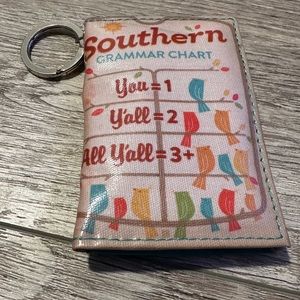 Southern
GRAMMAR CHART
You=1
Y'all=2
All Y'all=3+